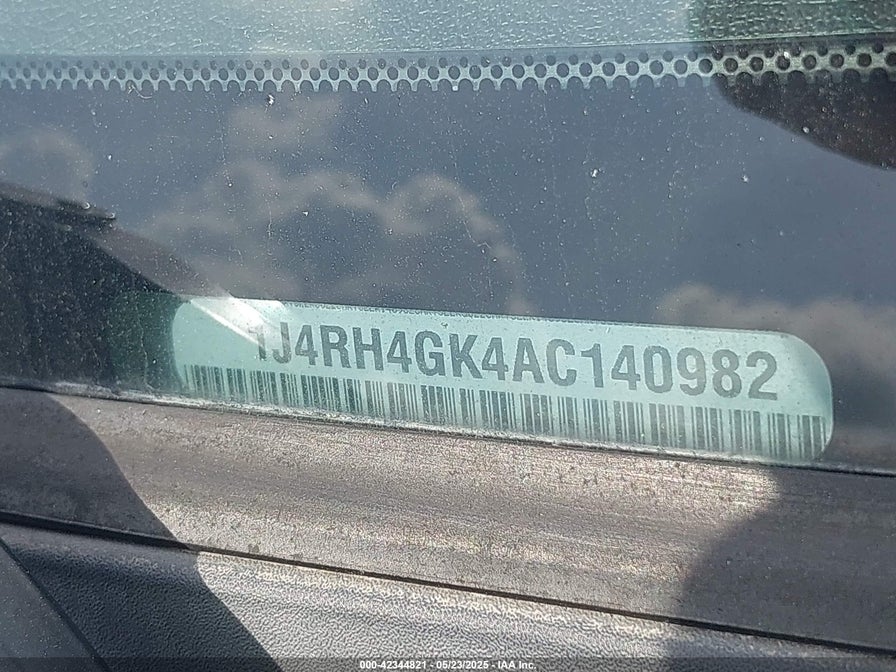 1J4RH4GK4AC140982
000-42344821 | 05/23/2025 - IAA Inc.